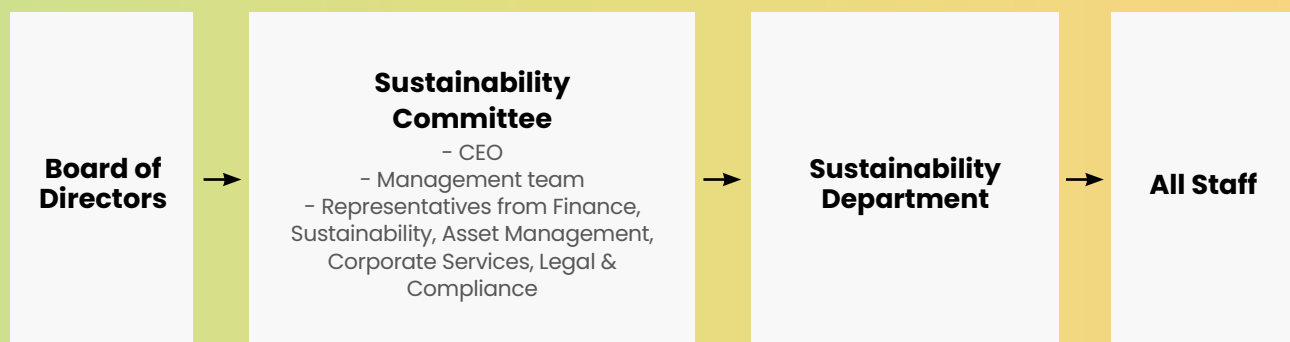 Board of
Directors
Sustainability
Committee
- CEO
- Management team
- Representatives from Finance,
Sustainability, Asset Management,
Corporate Services, Legal &
Compliance
Sustainability
Department
All Staff